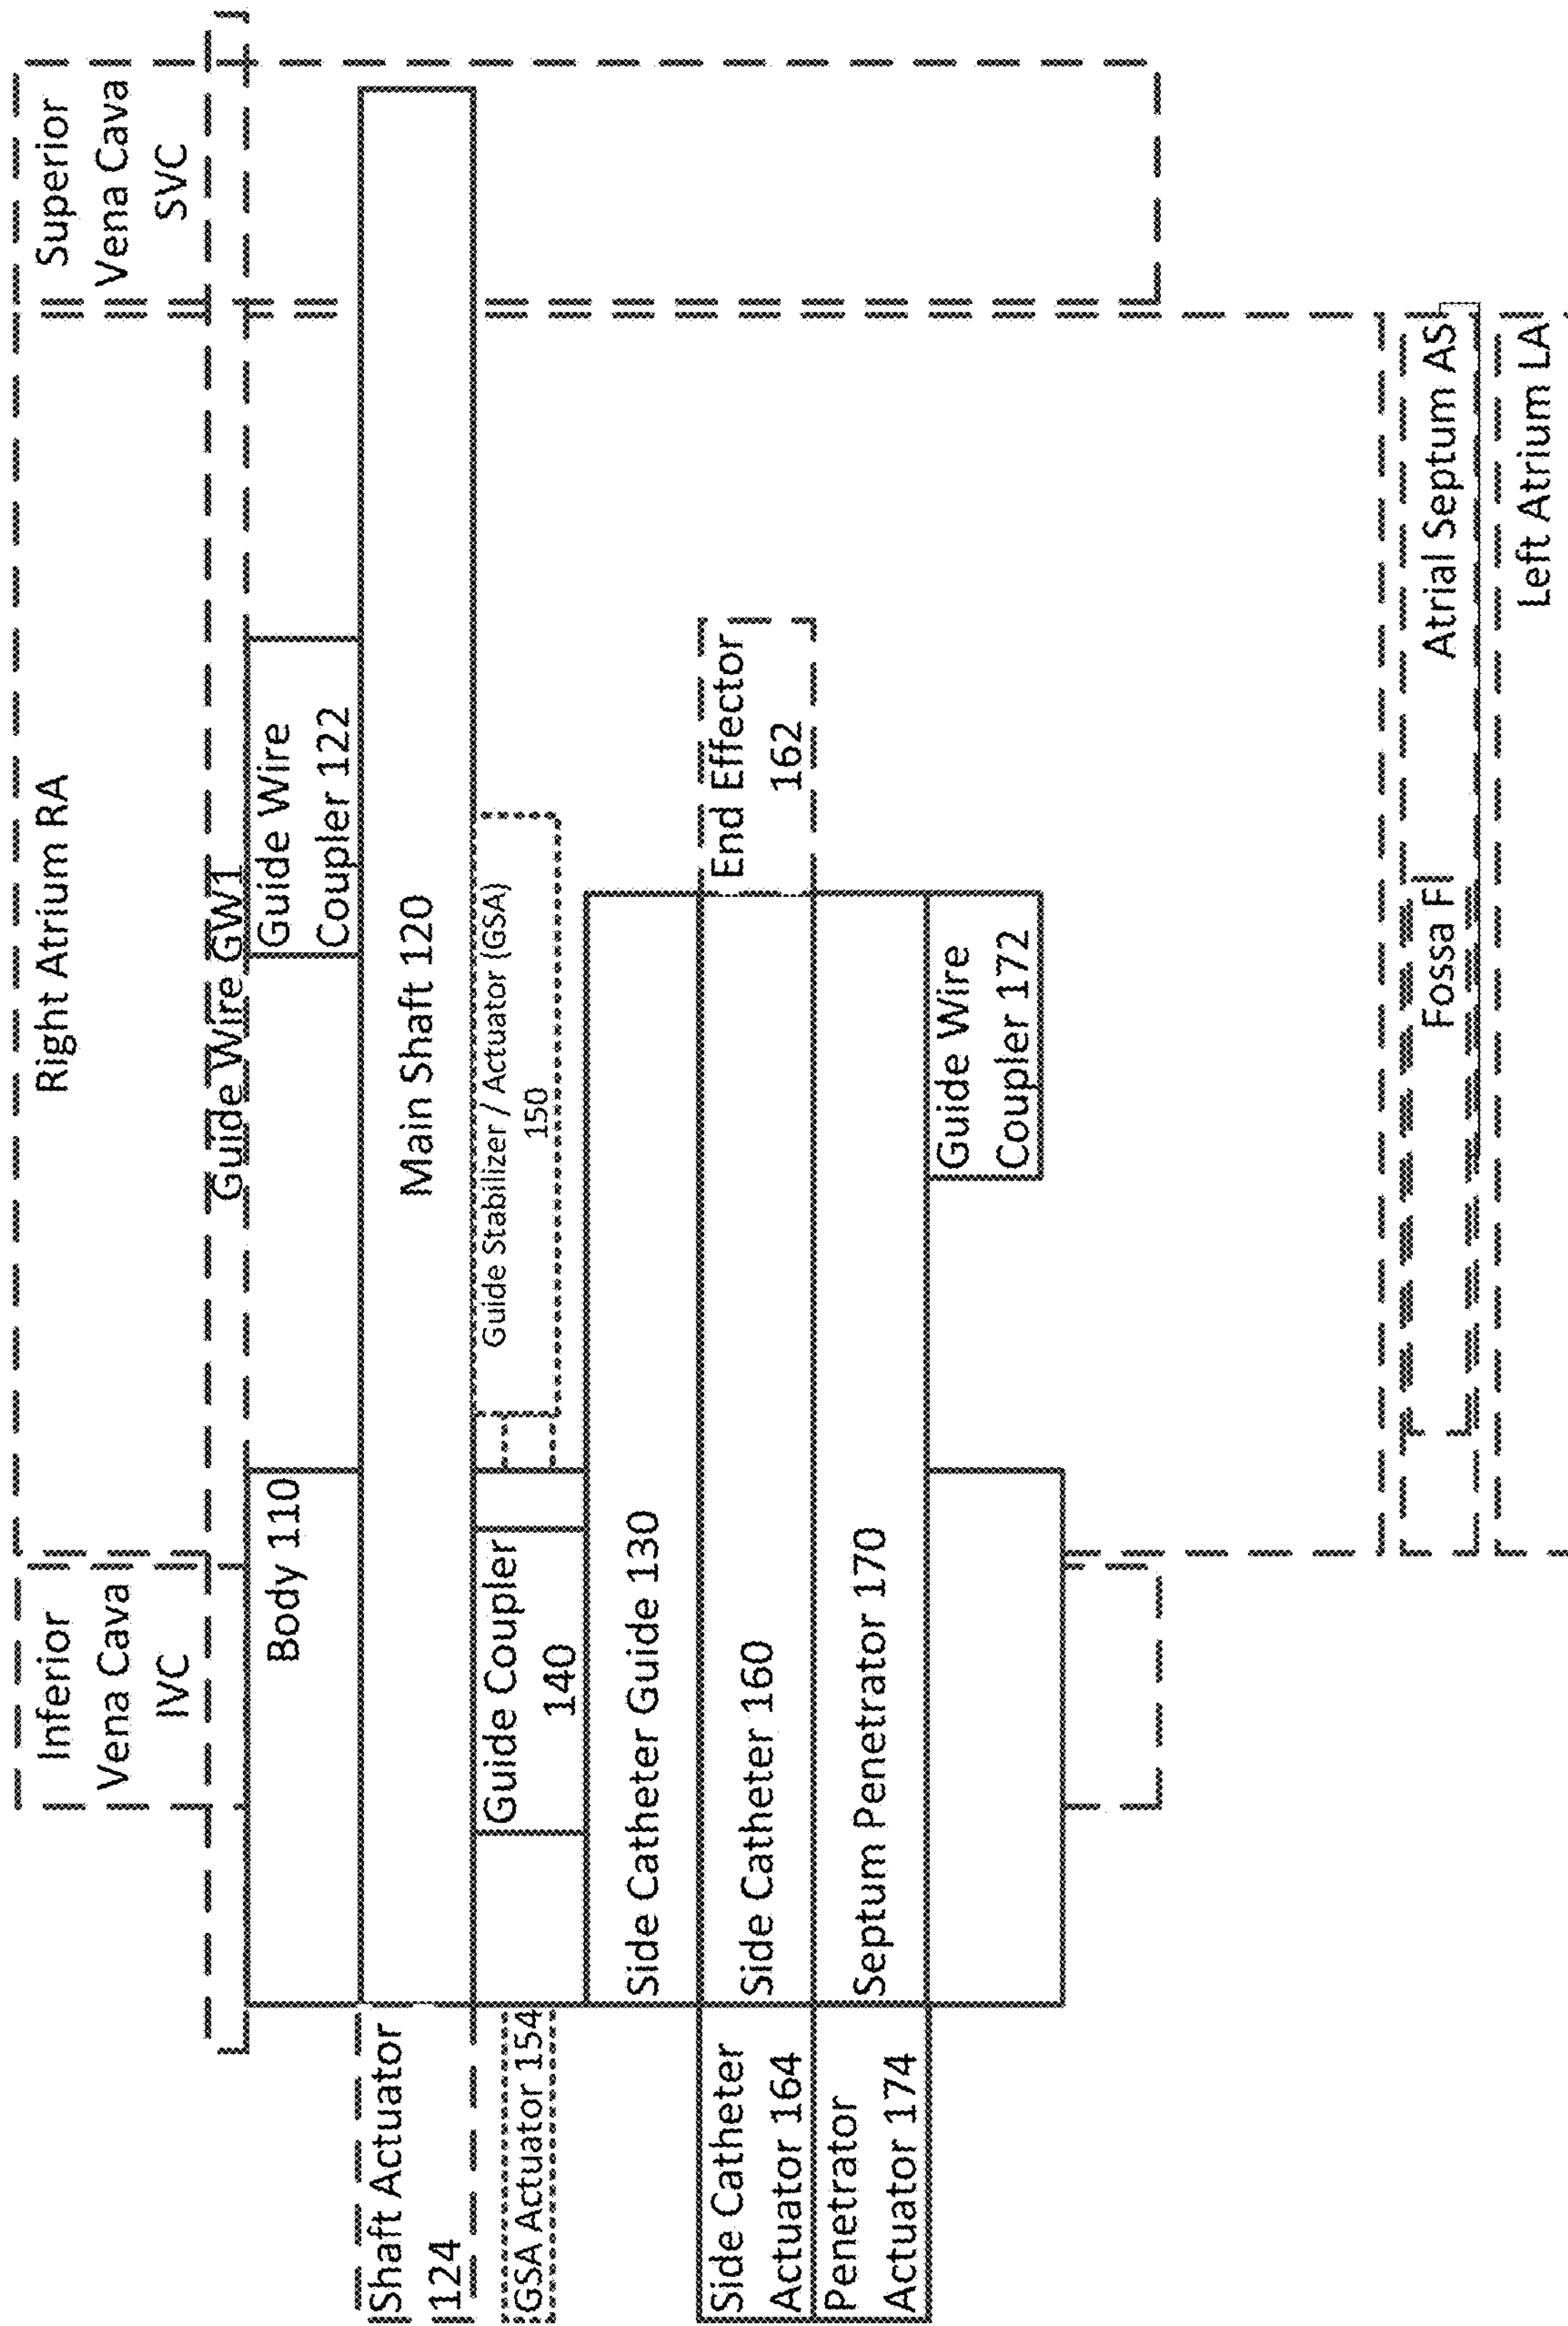 Inferior
Vena Cava
IVC
Right Atrium RA
Superior
Vena Cava
SVC
Guide Wire GW1
Body 110
Guide Wire
Coupler 122
Shaft Actuator
124
Main Shaft 120
GSA Actuator 154
Guide Coupler
140
Guide Stabilizer / Actuator (GSA)
150
Side Catheter Guide 130
Side Catheter
Actuator 164
Side Catheter 160
End Effector
162
Penetrator
Actuator 174
Septum Penetrator 170
Guide Wire
Coupler 172
Fossa F
Atrial Septum AS
Left Atrium LA